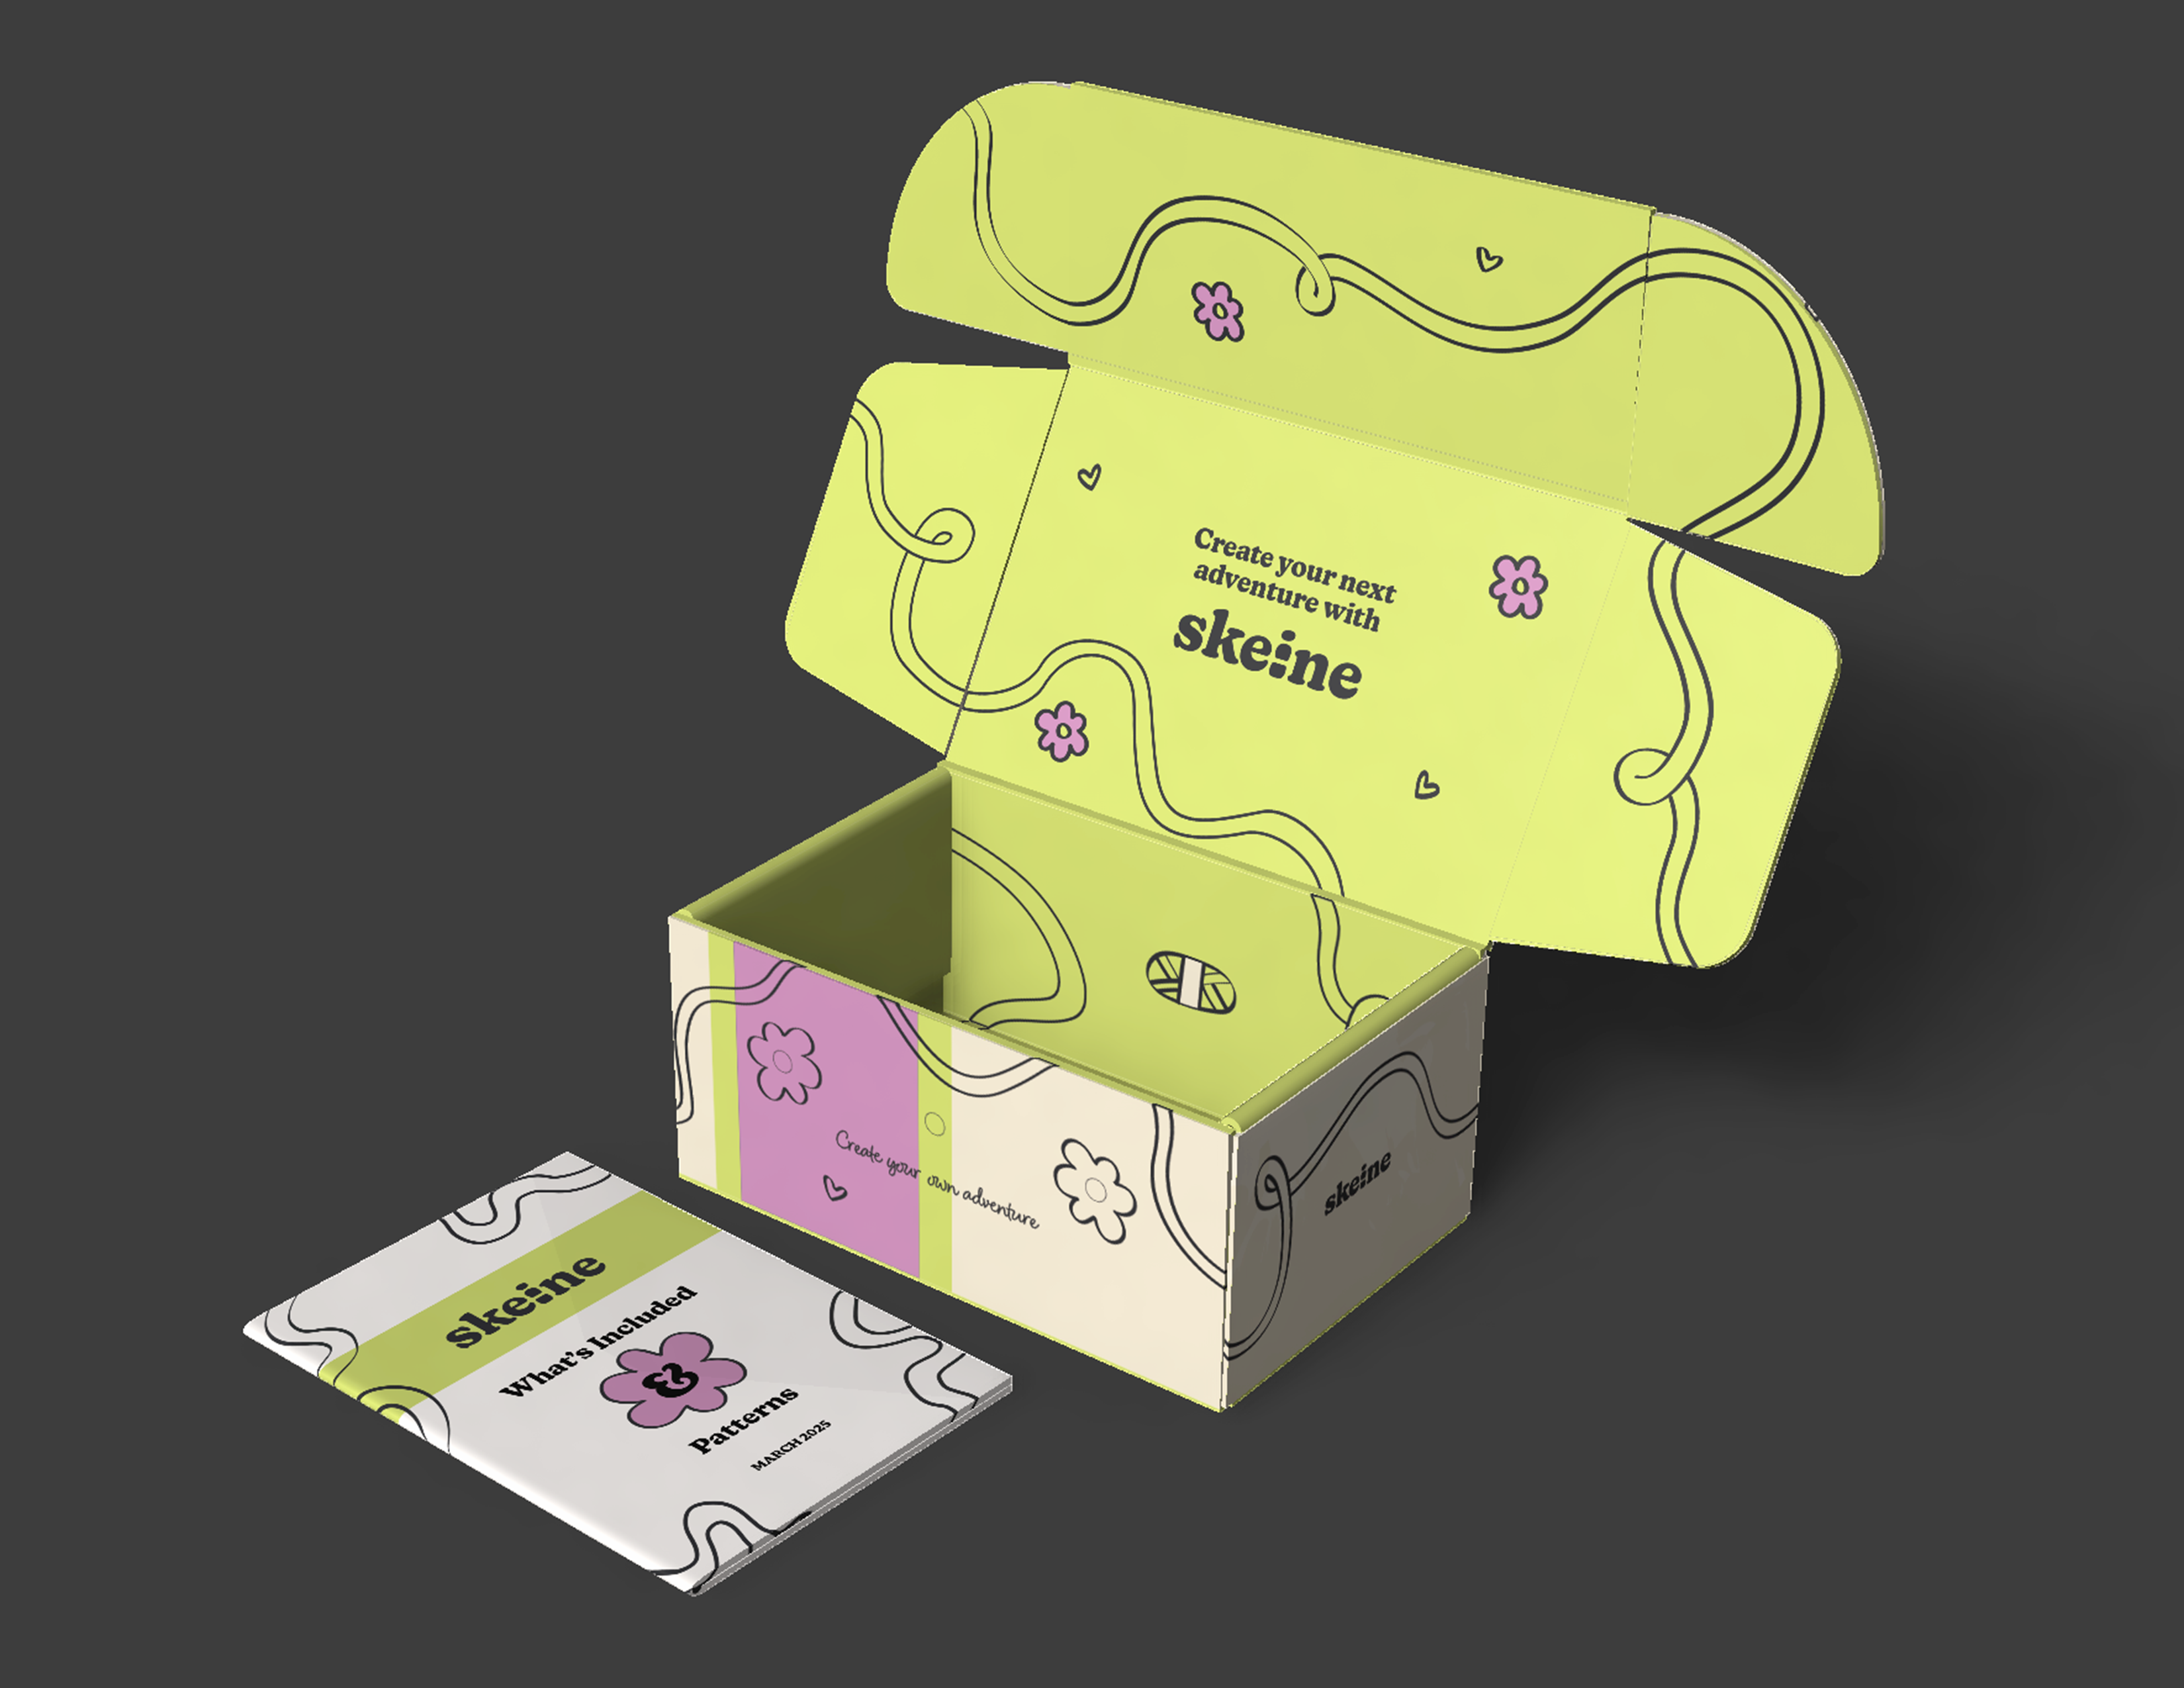 Create your next
adventure with
skeine
Create your own adventure
skeine
skeine
What's Included
&
Patterns
MARCH 2025